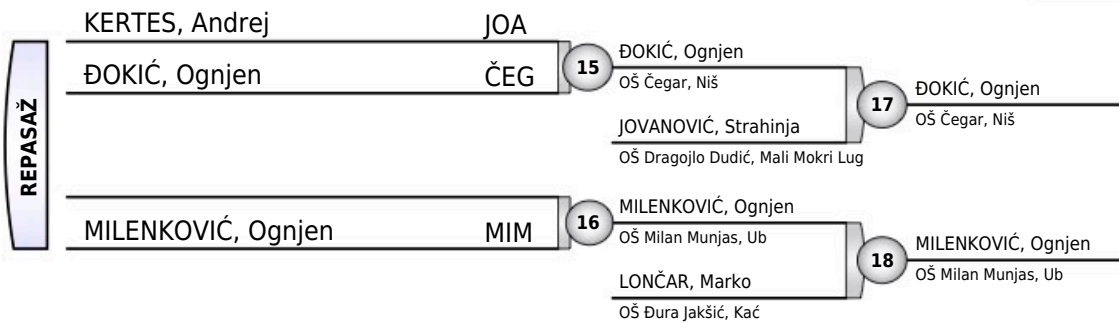 REPASAŽ
KERTES, Andrej JOA
ĐOKIĆ, Ognjen ČEG
15
ĐOKIĆ, Ognjen
OŠ Čegar, Niš
JOVANOVIĆ, Strahinja
OŠ Dragojlo Dudić, Mali Mokri Lug
17
ĐOKIĆ, Ognjen
OŠ Čegar, Niš
MILENKOVIĆ, Ognjen MIM
16
MILENKOVIĆ, Ognjen
OŠ Milan Munjas, Ub
LONČAR, Marko
OŠ Đura Jakšić, Kać
18
MILENKOVIĆ, Ognjen
OŠ Milan Munjas, Ub